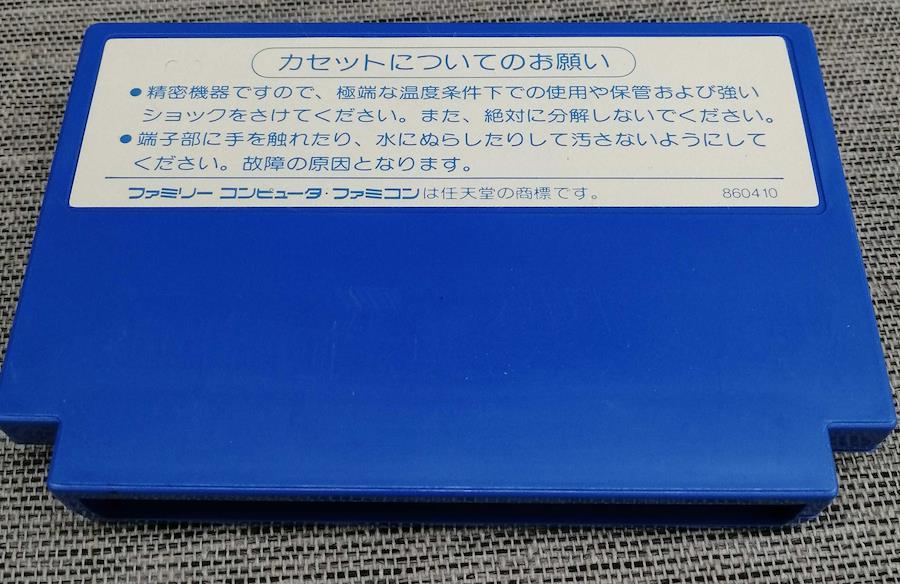 カセットについてのお願い
●精密機器ですので、極端な温度条件下での使用や保管および強い
ショックをさけてください。また、絶対に分解しないでください。
●端子部に手を触れたり、水にぬらしたりして汚さないようにして
ください。故障の原因となります。
ファミリー コンピュータ・ファミコンは任天堂の商標です。 860410